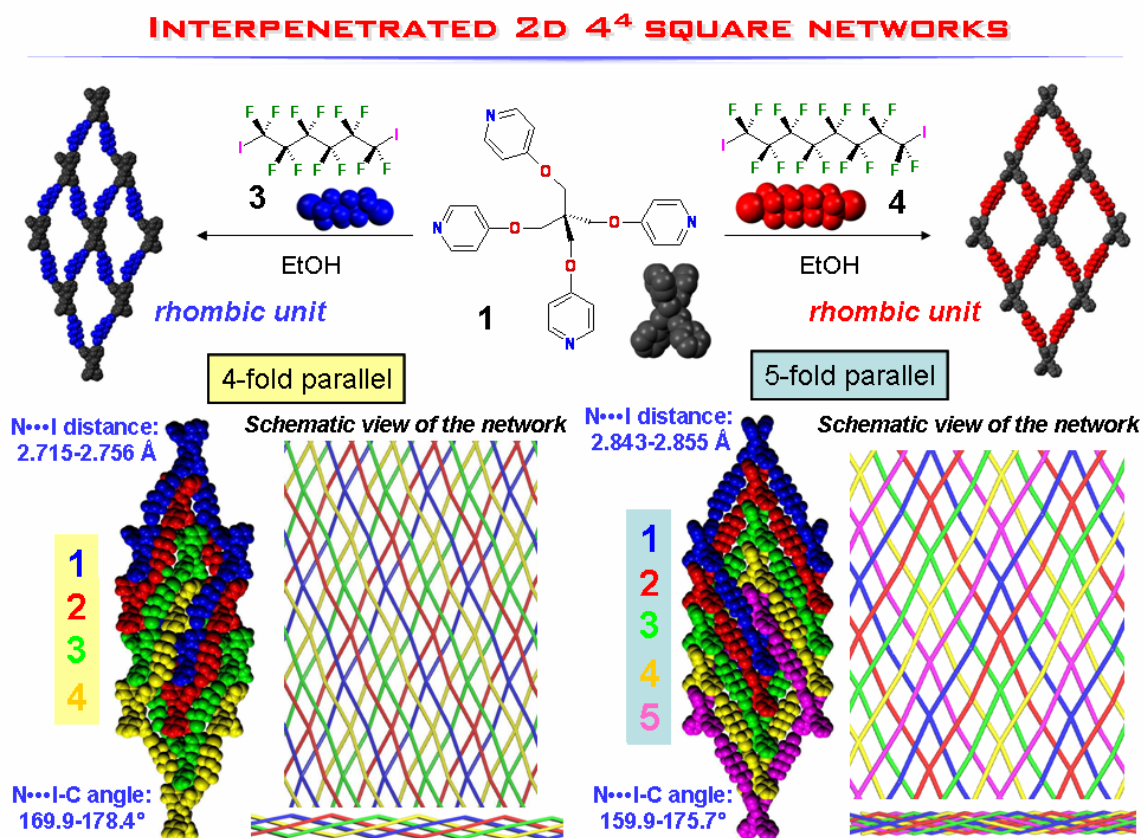 INTERPENETRATED 2D 4⁴ SQUARE NETWORKS
F F F F F F
I
I
F F F F F F
3
EtOH
rhombic unit
N
O
N
O
O
N
O
N
1
F F F F F F F F
I
I
F F F F F F F F
4
EtOH
rhombic unit
4-fold parallel
N•••I distance:
2.715-2.756 Å
Schematic view of the network
1
2
3
4
N•••I-C angle:
169.9-178.4°
5-fold parallel
N•••I distance:
2.843-2.855 Å
Schematic view of the network
1
2
3
4
5
N•••I-C angle:
159.9-175.7°